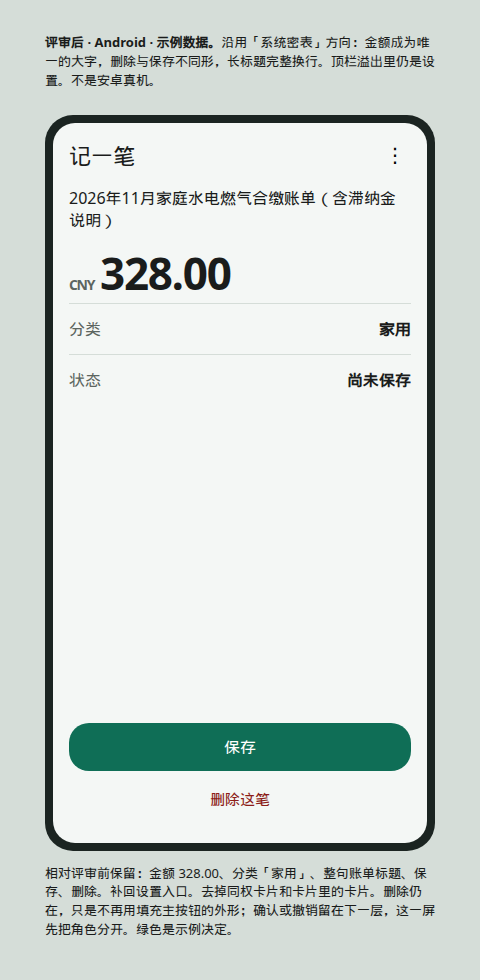 评审后 · Android · 示例数据。沿用「系统密表」方向：金额成为唯
一的大字，删除与保存不同形，长标题完整换行。顶栏溢出里仍是设
置。不是安卓真机。
记一笔
2026年11月家庭水电燃气合缴账单（含滞纳金
说明）
CNY 328.00
分类 家用
状态 尚未保存
保存
删除这笔
相对评审前保留：金额 328.00、分类「家用」、整句账单标题、保
存、删除。补回设置入口。去掉同权卡片和卡片里的卡片。删除仍
在，只是不再用填充主按钮的外形；确认或撤销留在下一层，这一屏
先把角色分开。绿色是示例决定。